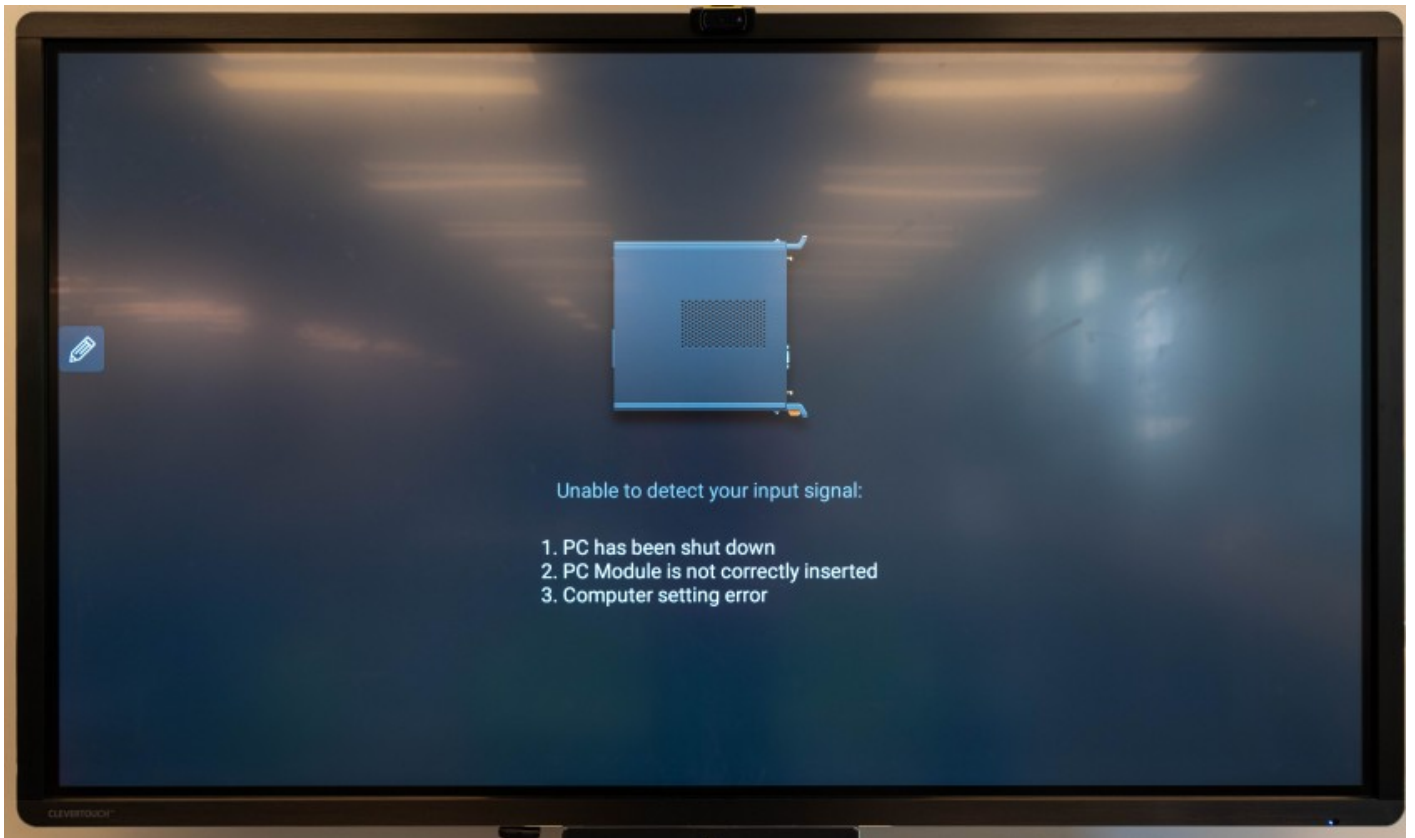 Unable to detect your input signal:
1. PC has been shut down
2. PC Module is not correctly inserted
3. Computer setting error
CLEVERTOUCH™